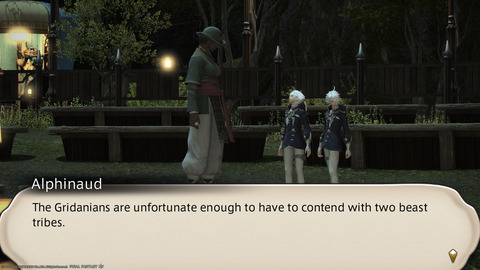 Alphinaud
The Gridanians are unfortunate enough to have to contend with two beast
tribes.